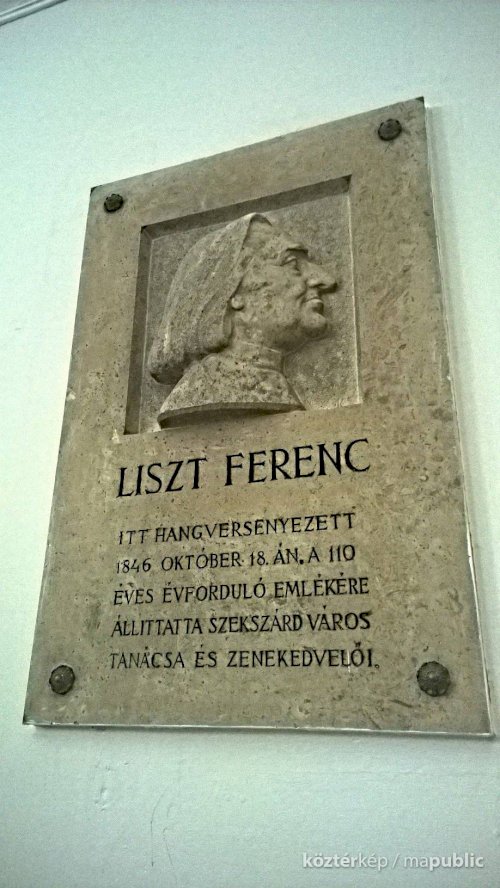 LISZT FERENC
ITT HANGVERSENYEZETT
1846 OKTÓBER 18. ÁN. A 110
ÉVES ÉVFORDULÓ EMLÉKÉRE
ÁLLITTATTA SZEKSZÁRD VÁROS
TANÁCSA ÉS ZENEKEDVELŐI.
köztérkép / mapublic